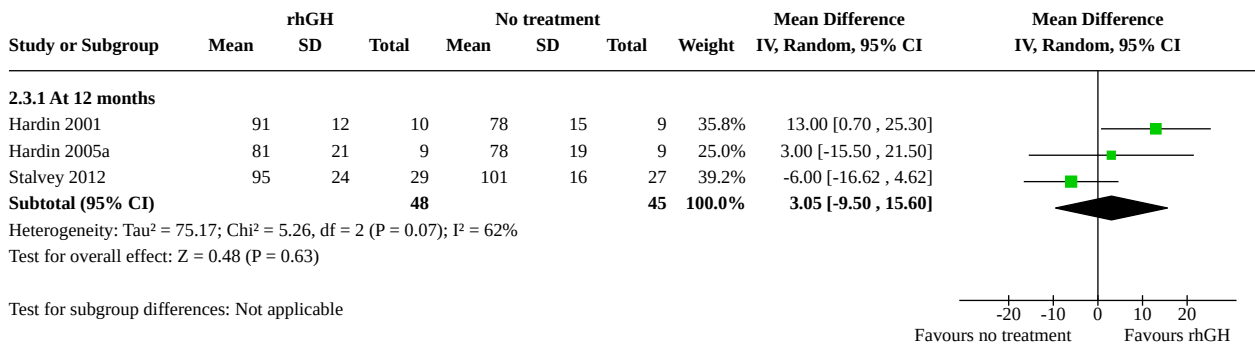 rhGH No treatment Mean Difference Mean Difference
Study or Subgroup Mean SD Total Mean SD Total Weight IV, Random, 95% CI IV, Random, 95% CI
2.3.1 At 12 months
Hardin 2001 91 12 10 78 15 9 35.8% 13.00 [0.70 , 25.30]
Hardin 2005a 81 21 9 78 19 9 25.0% 3.00 [-15.50 , 21.50]
Stalvey 2012 95 24 29 101 16 27 39.2% -6.00 [-16.62 , 4.62]
Subtotal (95% CI) 48 45 100.0% 3.05 [-9.50 , 15.60]
Heterogeneity: Tau² = 75.17; Chi² = 5.26, df = 2 (P = 0.07); I² = 62%
Test for overall effect: Z = 0.48 (P = 0.63)
Test for subgroup differences: Not applicable
-20 -10 0 10 20
Favours no treatment Favours rhGH